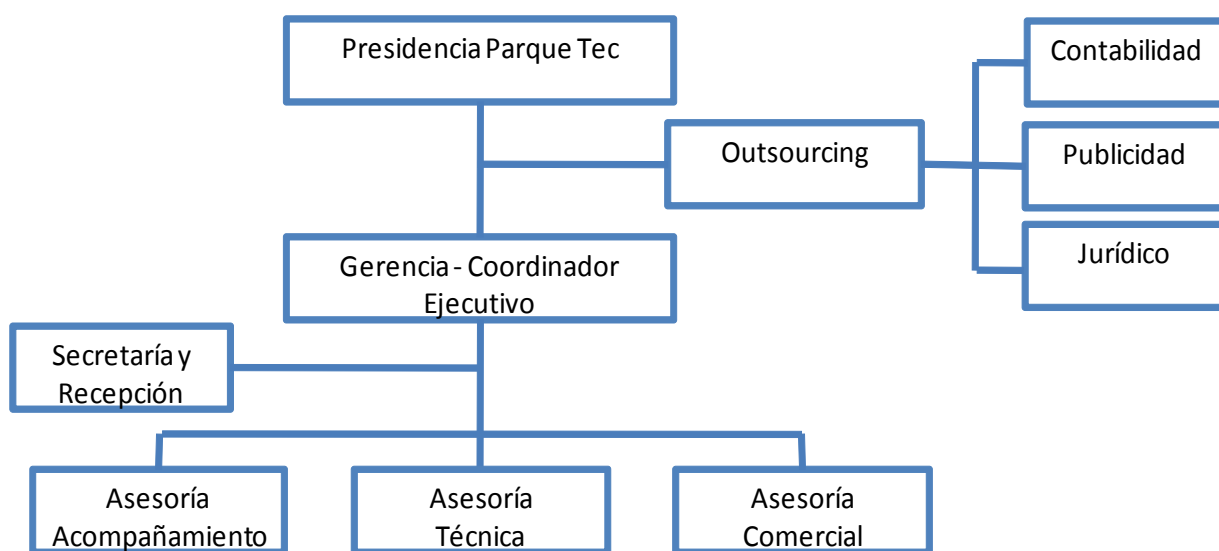 Presidencia Parque Tec
Contabilidad
Outsourcing
Publicidad
Jurídico
Gerencia - Coordinador
Ejecutivo
Secretaría y
Recepción
Asesoría
Acompañamiento
Asesoría
Técnica
Asesoría
Comercial